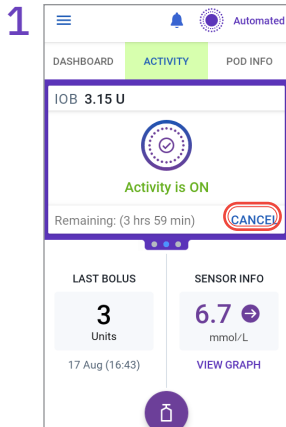 1
Automated
DASHBOARD ACTIVITY POD INFO
IOB 3.15 U
Activity is ON
Remaining: (3 hrs 59 min) CANCEL
LAST BOLUS SENSOR INFO
3 6.7
Units mmol/L
17 Aug (16:43) VIEW GRAPH